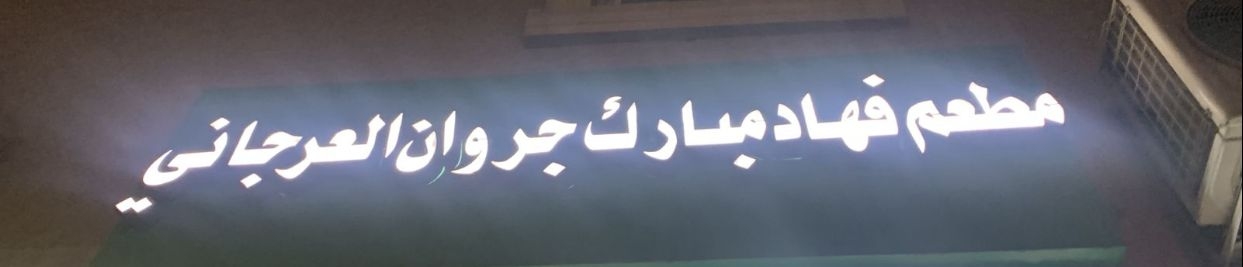 مطعم فهاد مبارك جروان العرجاني